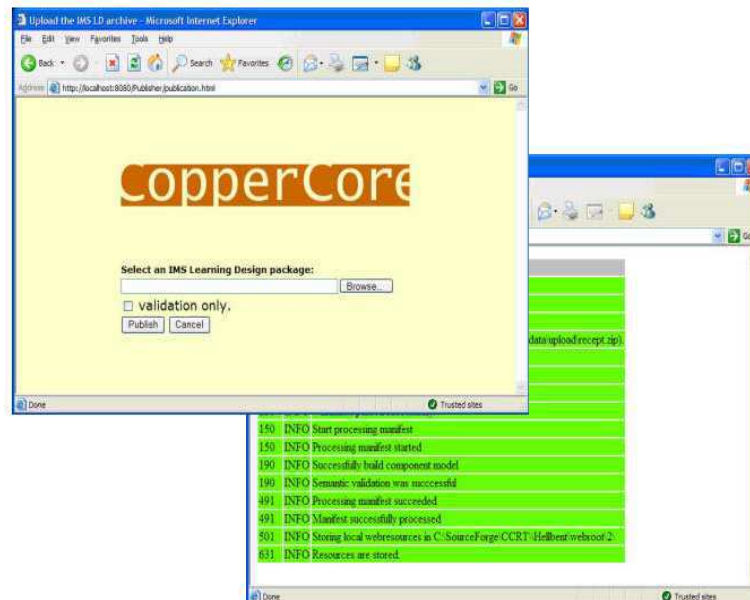 Upload the IMS LD archive - Microsoft Internet Explorer
File Edit View Favorites Tools Help
Back Search Favorites
Address http://localhost:8080/Publisher/publication.html Go
CopperCore
Select an IMS Learning Design package:
Browse...
validation only.
Publish Cancel
Done Trusted sites
Go
data\upload\recept.zip).
150 INFO Start processing manifest
150 INFO Processing manifest started
190 INFO Successfully build component model
190 INFO Semantic validation was succcessful
491 INFO Processing manifest succeeded
491 INFO Manifest successfully processed
501 INFO Storing local webresources in C:\SourceForge\CCRT\Hellbent\webroot\2\
631 INFO Resources are stored.
Done Trusted sites